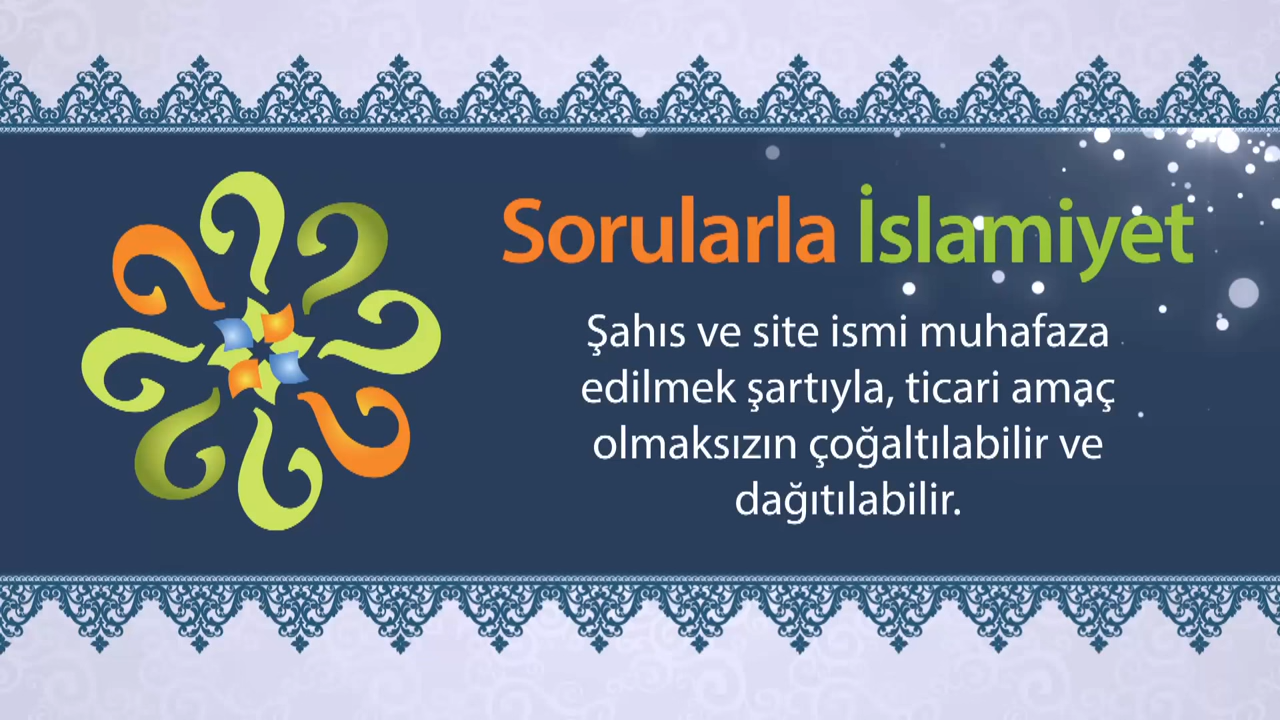 Sorularla İslamiyet
Şahıs ve site ismi muhafaza
edilmek şartıyla, ticari amaç
olmaksızın çoğaltılabilir ve
dağıtılabilir.